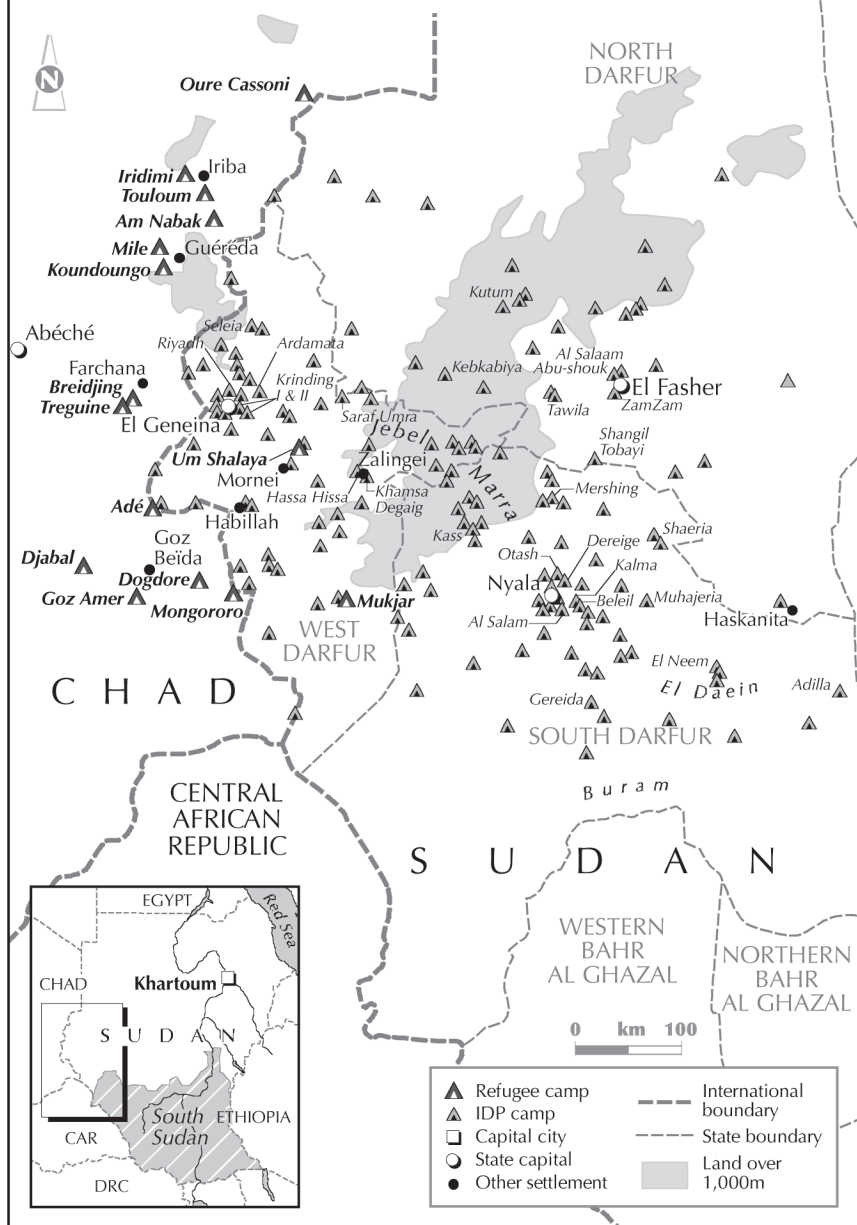 N
NORTH
DARFUR
Oure Cassoni
Iriba
Iridimi
Touloum
Am Nabak
Mile
Guéréda
Koundoungo
Kutum
Abéché
Seleia
Riyadh
Ardamata
Farchana
Breidjing
Treguine
Krinding
I & II
Kebkabiya
Al Salaam
Abu-shouk
El Fasher
ZamZam
Tawila
El Geneina
Saraf Umra
Jebel
Marra
Um Shalaya
Zalingei
Mornei
Hassa Hissa
Khamsa
Degaig
Shangil
Tobayi
Mershing
Adé
Habillah
Kass
Shaeria
Goz
Beïda
Djabal
Dogdore
Goz Amer
Mongororo
Mukjar
Otash
Dereige
Kalma
Nyala
Beleil
Muhajeria
Al Salam
Haskanita
WEST
DARFUR
El Neem
El Daein
Adilla
CHAD
Gereida
SOUTH DARFUR
Buram
CENTRAL
AFRICAN
REPUBLIC
SUDAN
WESTERN
BAHR
AL GHAZAL
NORTHERN
BAHR
AL GHAZAL
EGYPT
Red Sea
CHAD
Khartoum
SUDAN
South
Sudàn
ETHIOPIA
CAR
DRC
0 km 100
Refugee camp
IDP camp
Capital city
State capital
Other settlement
International
boundary
State boundary
Land over
1,000m